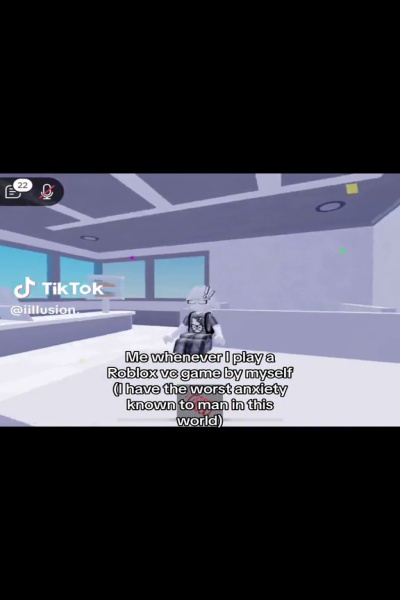 22
TikTok
@iillusion.
Me whenever I play a
Roblox vc game by myself
(I have the worst anxiety
known to man in this
world)